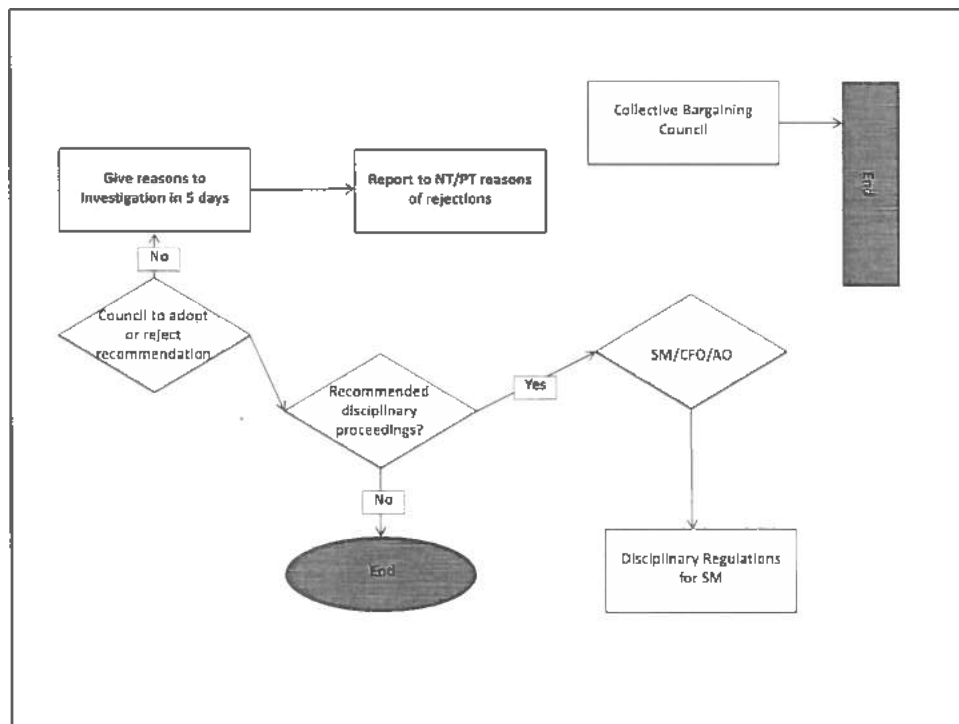 Collective Bargaining
Council
End
Give reasons to
Investigation in 5 days
Report to NT/PT reasons
of rejections
No
Council to adopt
or reject
recommendation
SM/CFO/AO
Yes
Recommended
disciplinary
proceedings?
No
End
Disciplinary Regulations
for SM